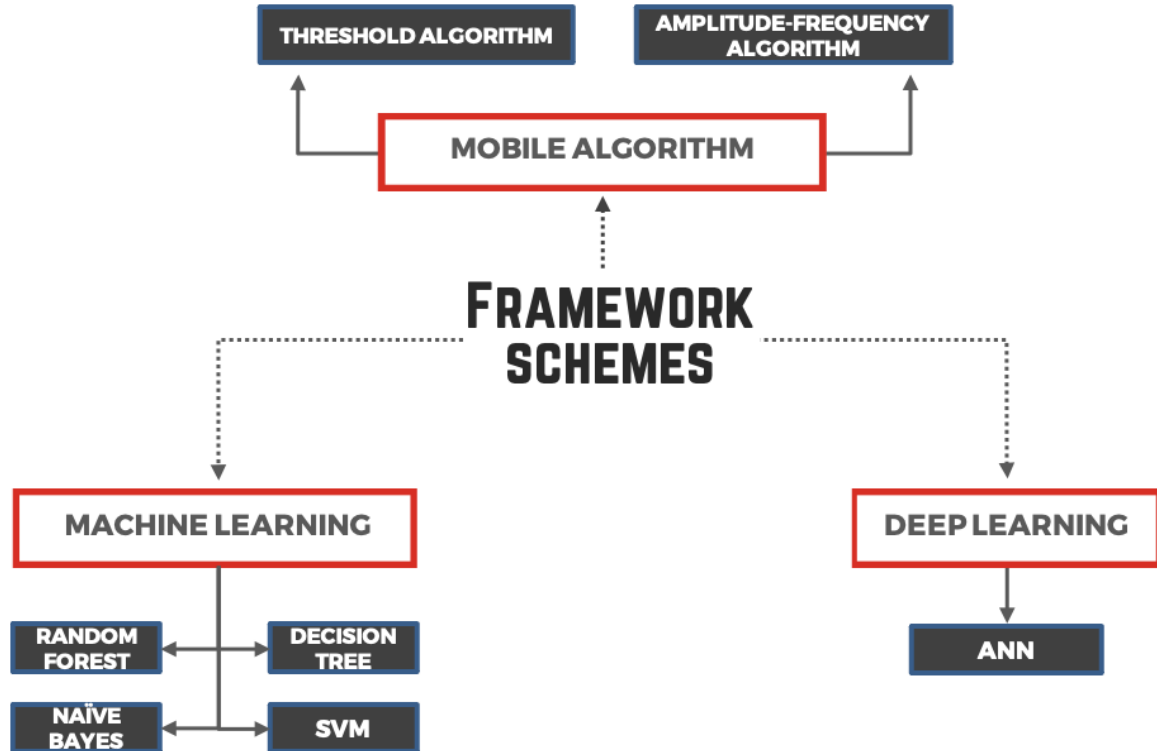 THRESHOLD ALGORITHM
AMPLITUDE-FREQUENCY
ALGORITHM
MOBILE ALGORITHM
FRAMEWORK
SCHEMES
MACHINE LEARNING
DEEP LEARNING
RANDOM
FOREST
DECISION
TREE
ANN
NAÏVE
BAYES
SVM